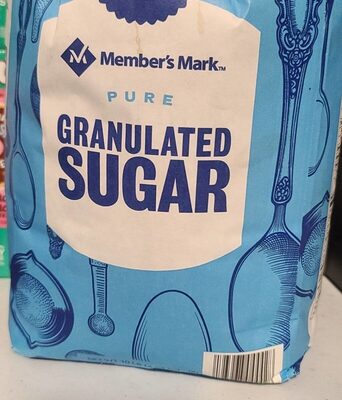 Member's Mark™
PURE
GRANULATED
SUGAR